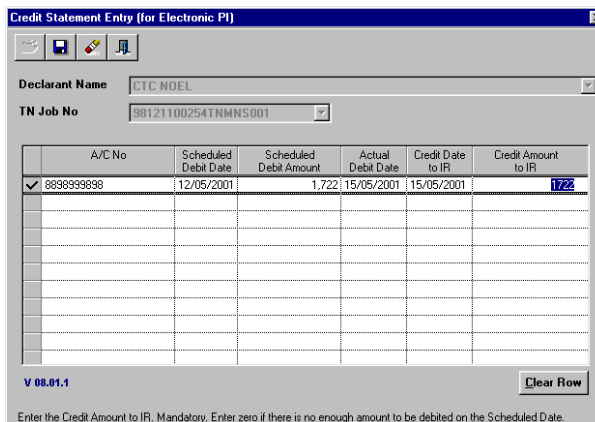 Credit Statement Entry (for Electronic PI)
Declarant Name CTC NOEL
TN Job No 98121100254TNMNS001
A/C No Scheduled Debit Date Scheduled Debit Amount Actual Debit Date Credit Date to IR Credit Amount to IR
8898999898 12/05/2001 1,722 15/05/2001 15/05/2001 1722
V 08.01.1 Clear Row
Enter the Credit Amount to IR. Mandatory. Enter zero if there is no enough amount to be debited on the Scheduled Date.